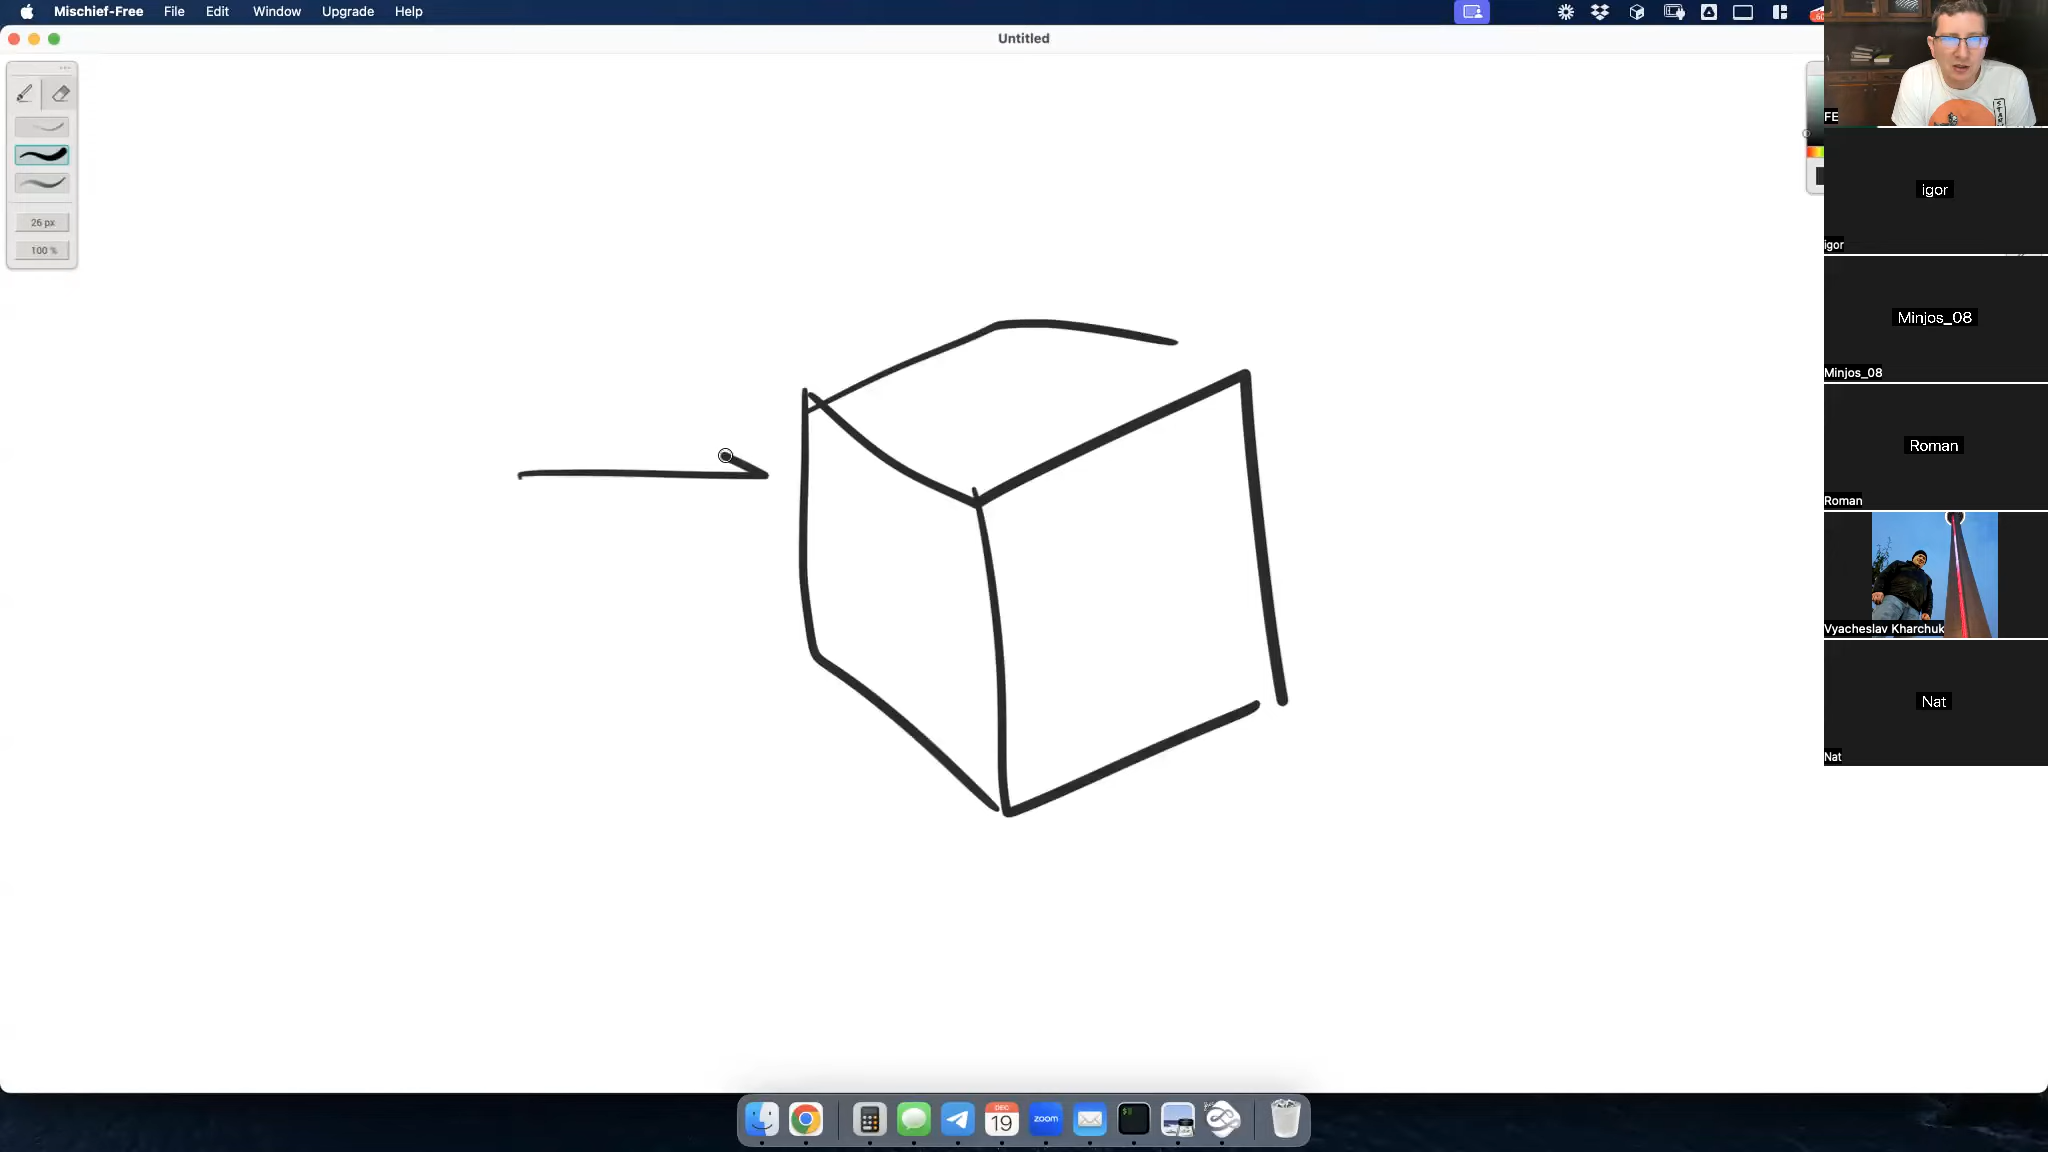 Mischief-Free File Edit Window Upgrade Help
Untitled
26 px
100 %
FE
igor
igor
Minjos_08
Minjos_08
Roman
Roman
Vyacheslav Kharchuk
Nat
Nat
DEC
19
zoom